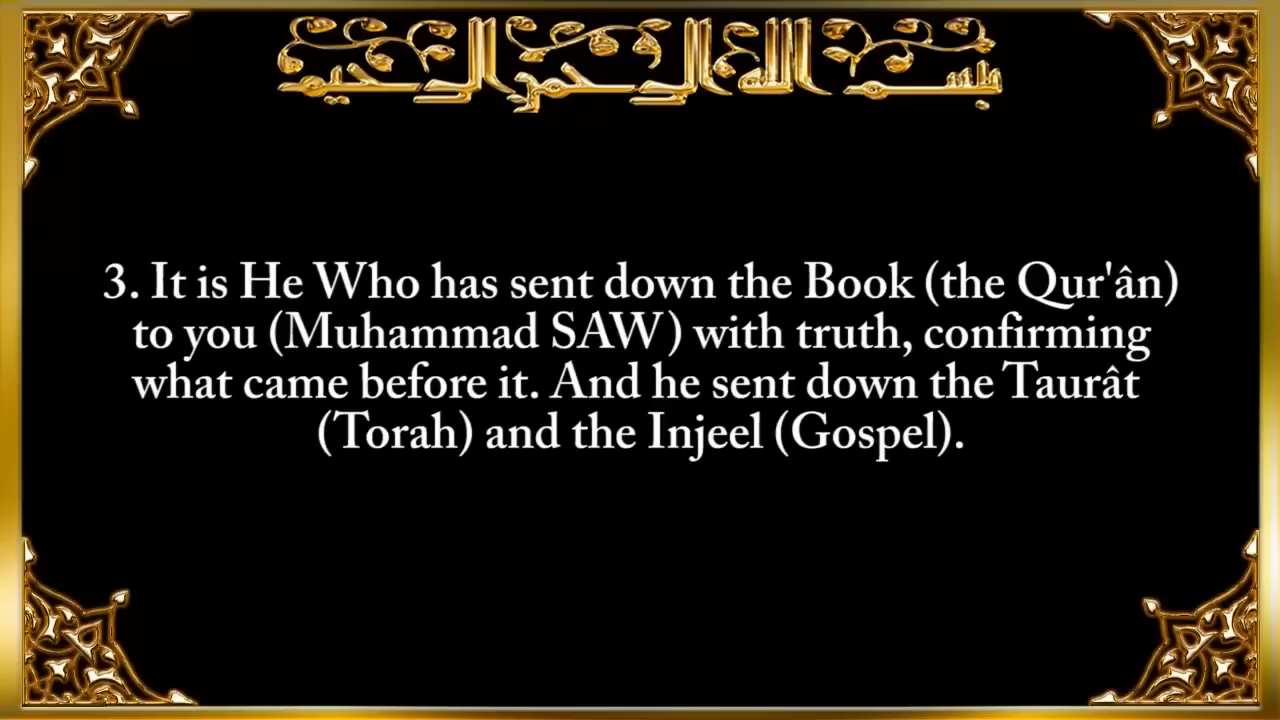 بسم الله الرحمن الرحيم
3. It is He Who has sent down the Book (the Qur'ân)
to you (Muhammad SAW) with truth, confirming
what came before it. And he sent down the Taurât
(Torah) and the Injeel (Gospel).